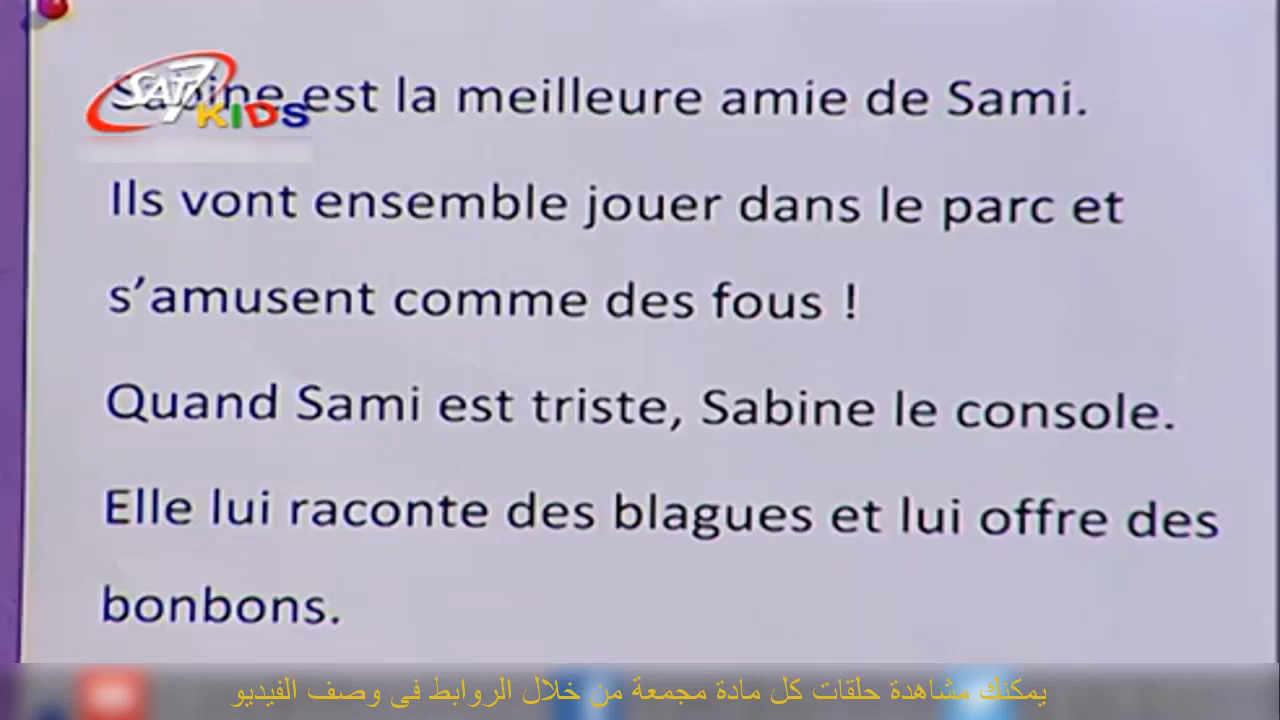 SAT7 KIDS
Sabine est la meilleure amie de Sami.
Ils vont ensemble jouer dans le parc et
s’amusent comme des fous !
Quand Sami est triste, Sabine le console.
Elle lui raconte des blagues et lui offre des
bonbons.
يمكنك مشاهدة حلقات كل مادة مجمعة من خلال الروابط فى وصف الفيديو